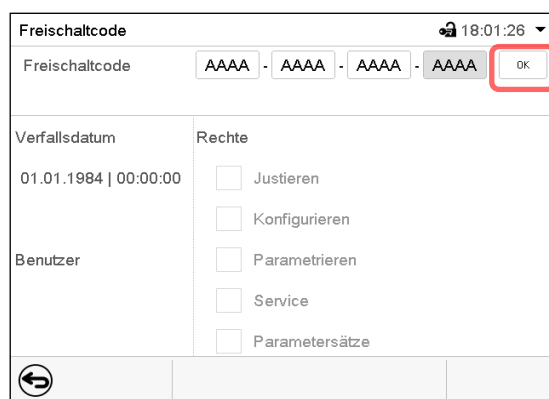 Freischaltcode 18:01:26
Freischaltcode AAAA - AAAA - AAAA - AAAA OK
Verfallsdatum Rechte
01.01.1984 | 00:00:00 Justieren
Konfigurieren
Benutzer Parametrieren
Service
Parametersätze